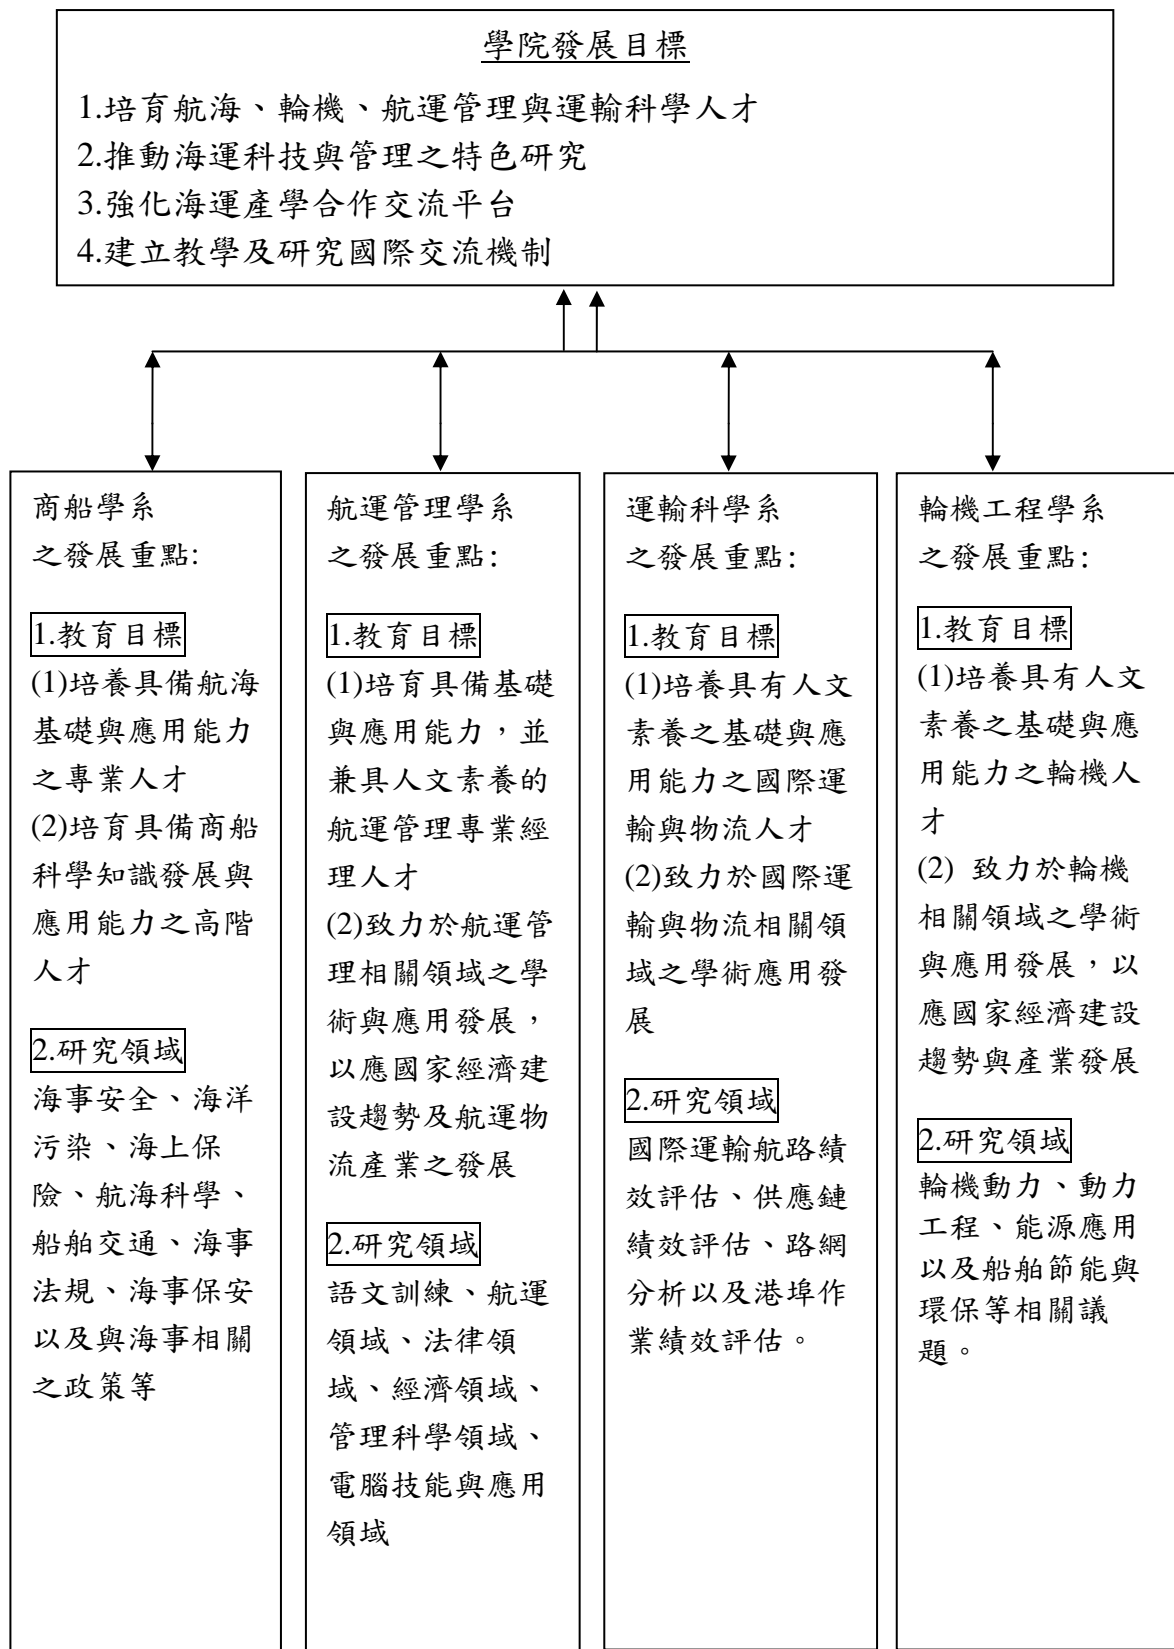 學院發展目標
1.培育航海、輪機、航運管理與運輸科學人才
2.推動海運科技與管理之特色研究
3.強化海運產學合作交流平台
4.建立教學及研究國際交流機制
商船學系
之發展重點:
1.教育目標
(1)培養具備航海
基礎與應用能力
之專業人才
(2)培育具備商船
科學知識發展與
應用能力之高階
人才
2.研究領域
海事安全、海洋
污染、海上保
險、航海科學、
船舶交通、海事
法規、海事保安
以及與海事相關
之政策等
航運管理學系
之發展重點:
1.教育目標
(1)培育具備基礎
與應用能力，並
兼具人文素養的
航運管理專業經
理人才
(2)致力於航運管
理相關領域之學
術與應用發展，
以應國家經濟建
設趨勢及航運物
流產業之發展
2.研究領域
語文訓練、航運
領域、法律領
域、經濟領域、
管理科學領域、
電腦技能與應用
領域
運輸科學系
之發展重點:
1.教育目標
(1)培養具有人文
素養之基礎與應
用能力之國際運
輸與物流人才
(2)致力於國際運
輸與物流相關領
域之學術應用發
展
2.研究領域
國際運輸航路績
效評估、供應鏈
績效評估、路網
分析以及港埠作
業績效評估。
輪機工程學系
之發展重點:
1.教育目標
(1)培養具有人文
素養之基礎與應
用能力之輪機人
才
(2) 致力於輪機
相關領域之學術
與應用發展，以
應國家經濟建設
趨勢與產業發展
2.研究領域
輪機動力、動力
工程、能源應用
以及船舶節能與
環保等相關議
題。